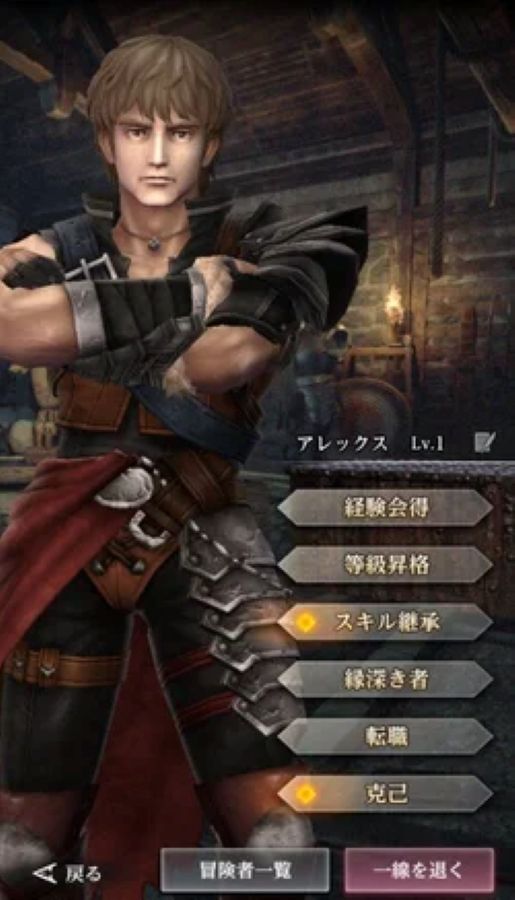 アレックス Lv.1
経験会得
等級昇格
スキル継承
縁深き者
転職
克己
戻る
冒険者一覧
一線を退く